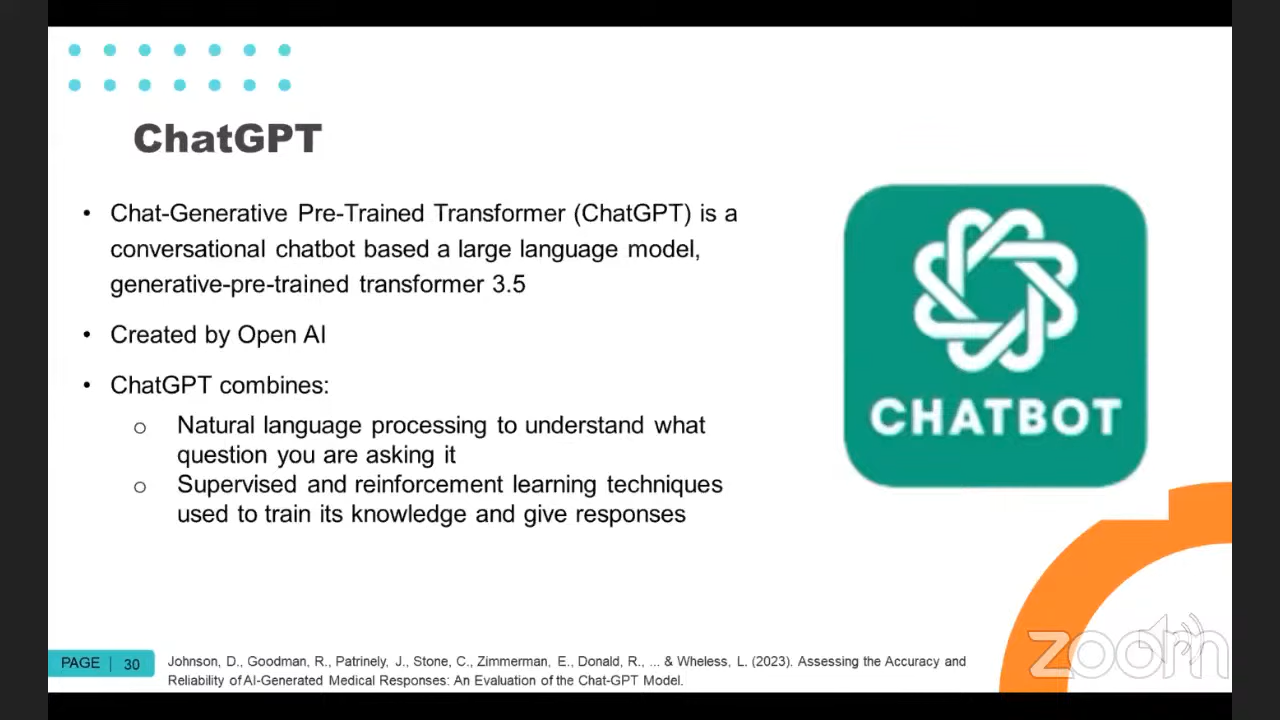 ChatGPT
• Chat-Generative Pre-Trained Transformer (ChatGPT) is a
conversational chatbot based a large language model,
generative-pre-trained transformer 3.5
• Created by Open AI
• ChatGPT combines:
o Natural language processing to understand what
question you are asking it
o Supervised and reinforcement learning techniques
used to train its knowledge and give responses
CHATBOT
PAGE | 30
Johnson, D., Goodman, R., Patrinely, J., Stone, C., Zimmerman, E., Donald, R., ... & Wheless, L. (2023). Assessing the Accuracy and
Reliability of AI-Generated Medical Responses: An Evaluation of the Chat-GPT Model.
zoom